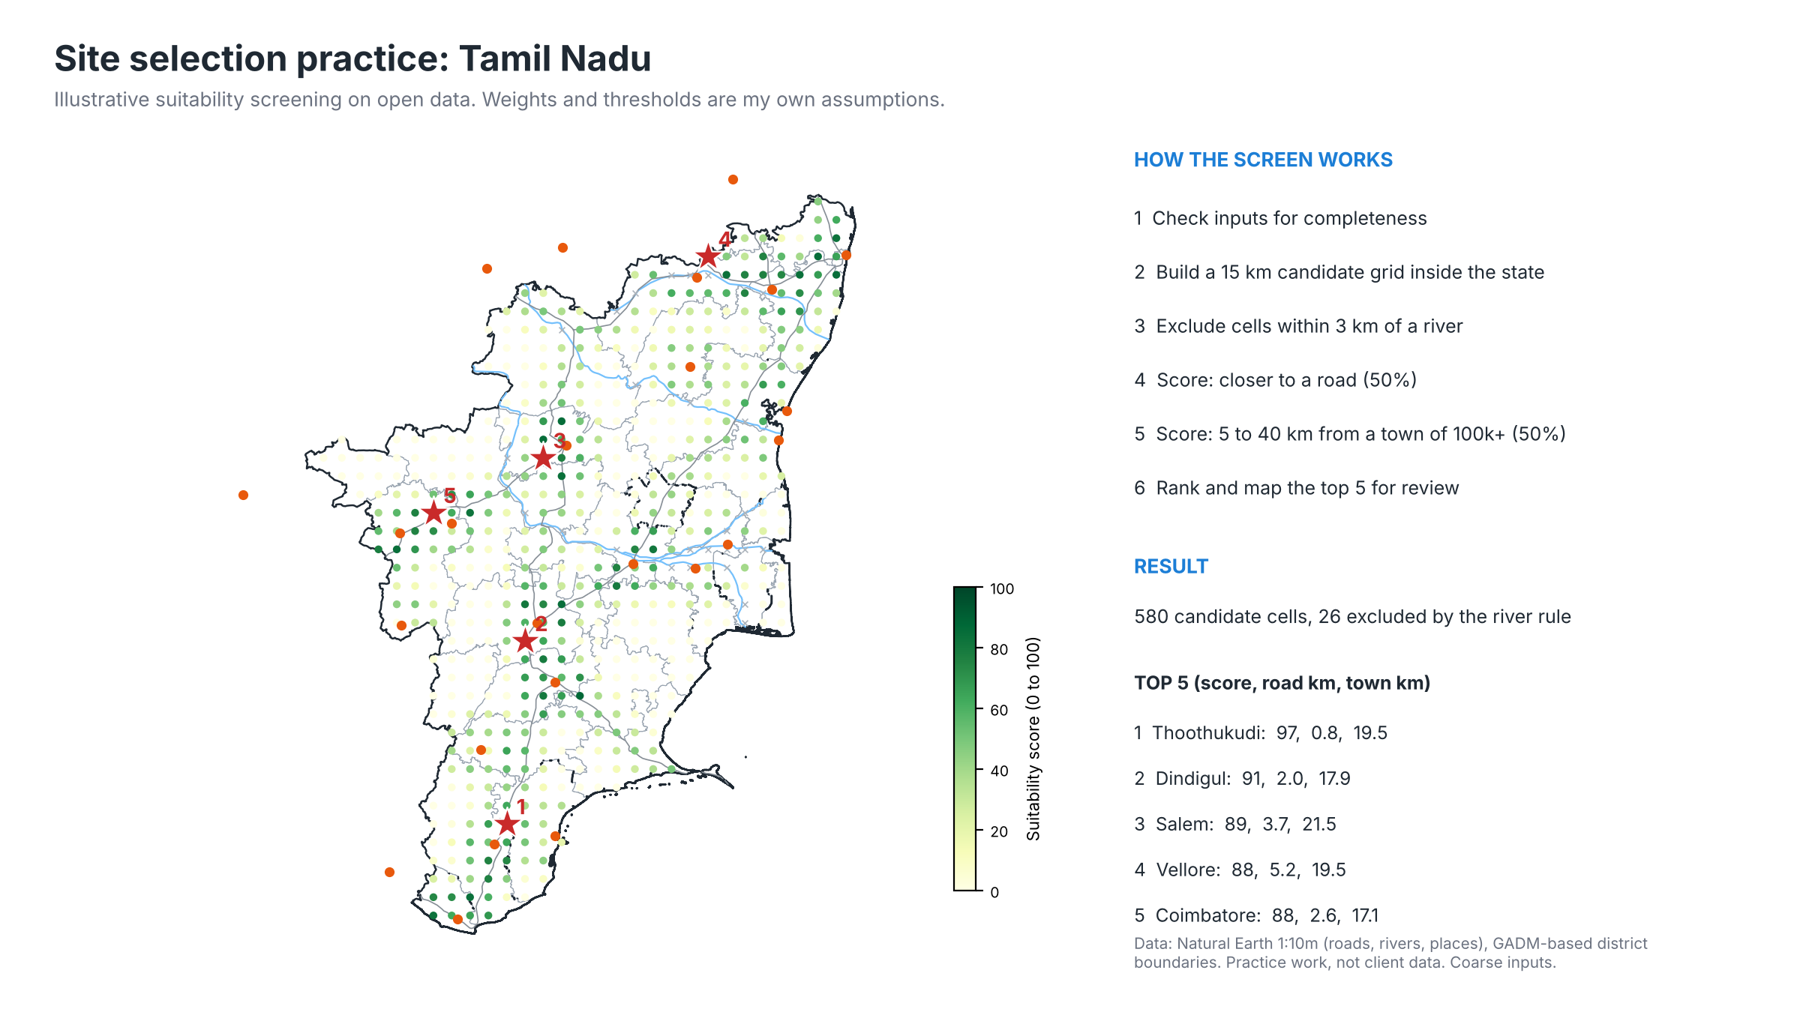 Site selection practice: Tamil Nadu
Illustrative suitability screening on open data. Weights and thresholds are my own assumptions.
4
3
5
2
1
100
80
60
40
20
0
Suitability score (0 to 100)
HOW THE SCREEN WORKS
1 Check inputs for completeness
2 Build a 15 km candidate grid inside the state
3 Exclude cells within 3 km of a river
4 Score: closer to a road (50%)
5 Score: 5 to 40 km from a town of 100k+ (50%)
6 Rank and map the top 5 for review
RESULT
580 candidate cells, 26 excluded by the river rule
TOP 5 (score, road km, town km)
1 Thoothukudi: 97, 0.8, 19.5
2 Dindigul: 91, 2.0, 17.9
3 Salem: 89, 3.7, 21.5
4 Vellore: 88, 5.2, 19.5
5 Coimbatore: 88, 2.6, 17.1
Data: Natural Earth 1:10m (roads, rivers, places), GADM-based district
boundaries. Practice work, not client data. Coarse inputs.